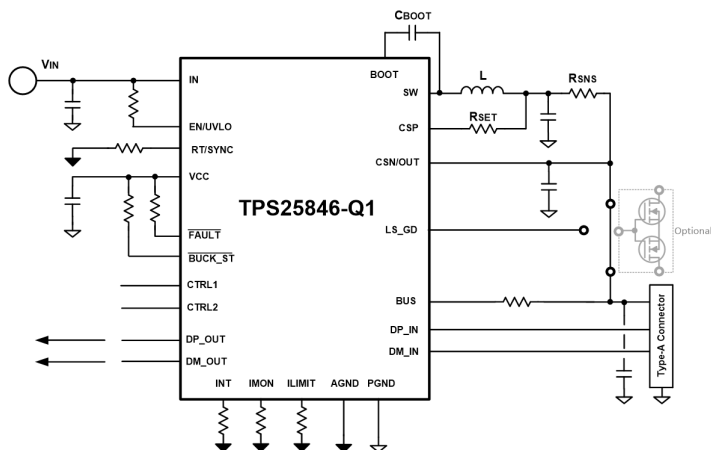 CBOOT
VIN
BOOT
IN
SW
L
RSNS
EN/UVLO
CSP
RSET
RT/SYNC
CSN/OUT
VCC
TPS25846-Q1
FAULT
LS_GD
Optional
BUCK_ST
CTRL1
CTRL2
BUS
DP_OUT
DP_IN
DM_OUT
DM_IN
Type-A Connector
INT
IMON
ILIMIT
AGND
PGND